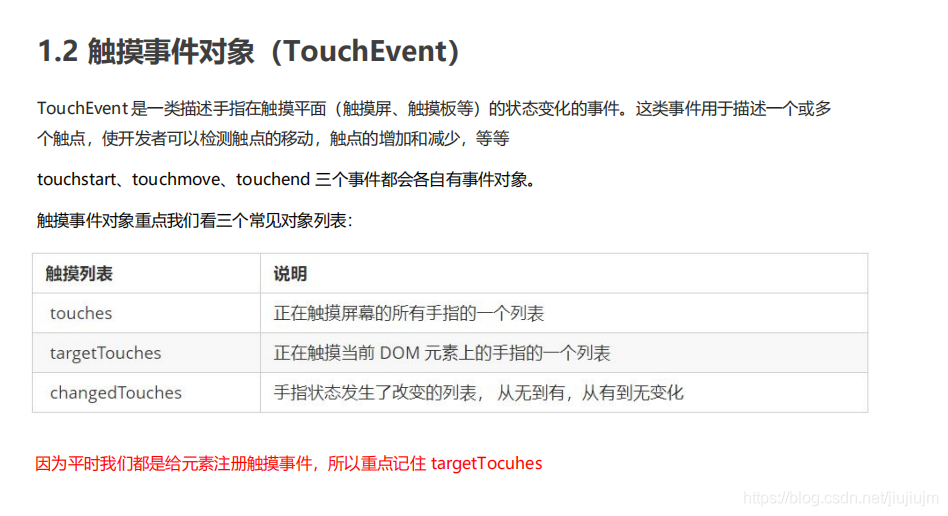 1.2 触摸事件对象（TouchEvent）
TouchEvent 是一类描述手指在触摸平面（触摸屏、触摸板等）的状态变化的事件。这类事件用于描述一个或多
个触点，使开发者可以检测触点的移动，触点的增加和减少，等等
touchstart、touchmove、touchend 三个事件都会各自有事件对象。
触摸事件对象重点我们看三个常见对象列表：
触摸列表 说明
touches 正在触摸屏幕的所有手指的一个列表
targetTouches 正在触摸当前 DOM 元素上的手指的一个列表
changedTouches 手指状态发生了改变的列表，从无到有，从有到无变化
因为平时我们都是给元素注册触摸事件，所以重点记住 targetTocuhes
https://blog.csdn.net/jiujiujm